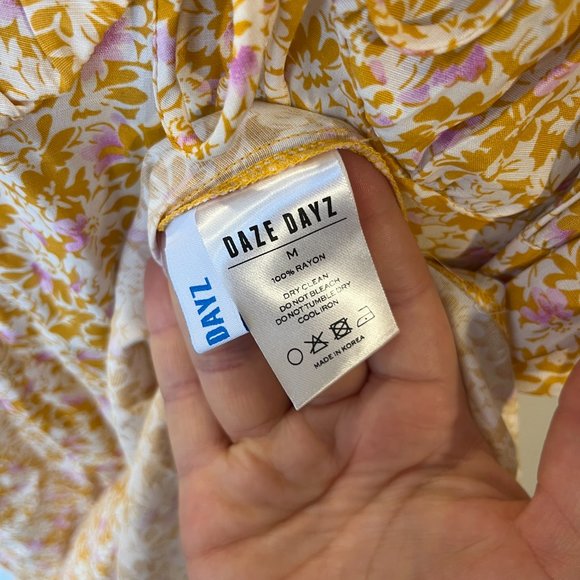 DAZE DAYZ
M
100% RAYON
DRY CLEAN
DO NOT BLEACH
DO NOT TUMBLE DRY
COOL IRON
MADE IN KOREA
DAYZ